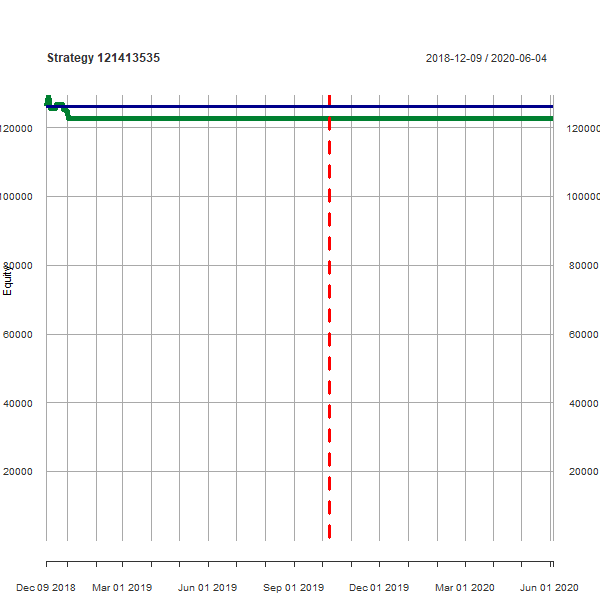 Strategy 121413535
2018-12-09 / 2020-06-04
120000
120000
100000
100000
80000
80000
Equity
60000
60000
40000
40000
20000
20000
Dec 09 2018
Mar 01 2019
Jun 01 2019
Sep 01 2019
Dec 01 2019
Mar 01 2020
Jun 01 2020